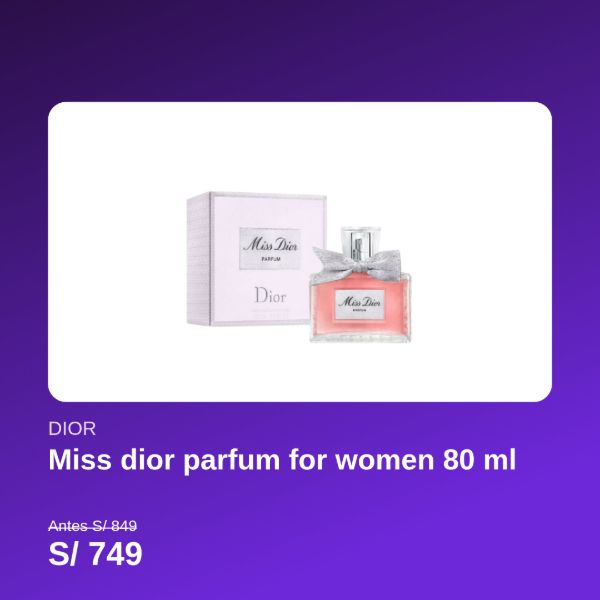 Miss Dior
PARFUM
Dior
Miss Dior
PARFUM
DIOR
Miss dior parfum for women 80 ml
Antes S/ 849
S/ 749